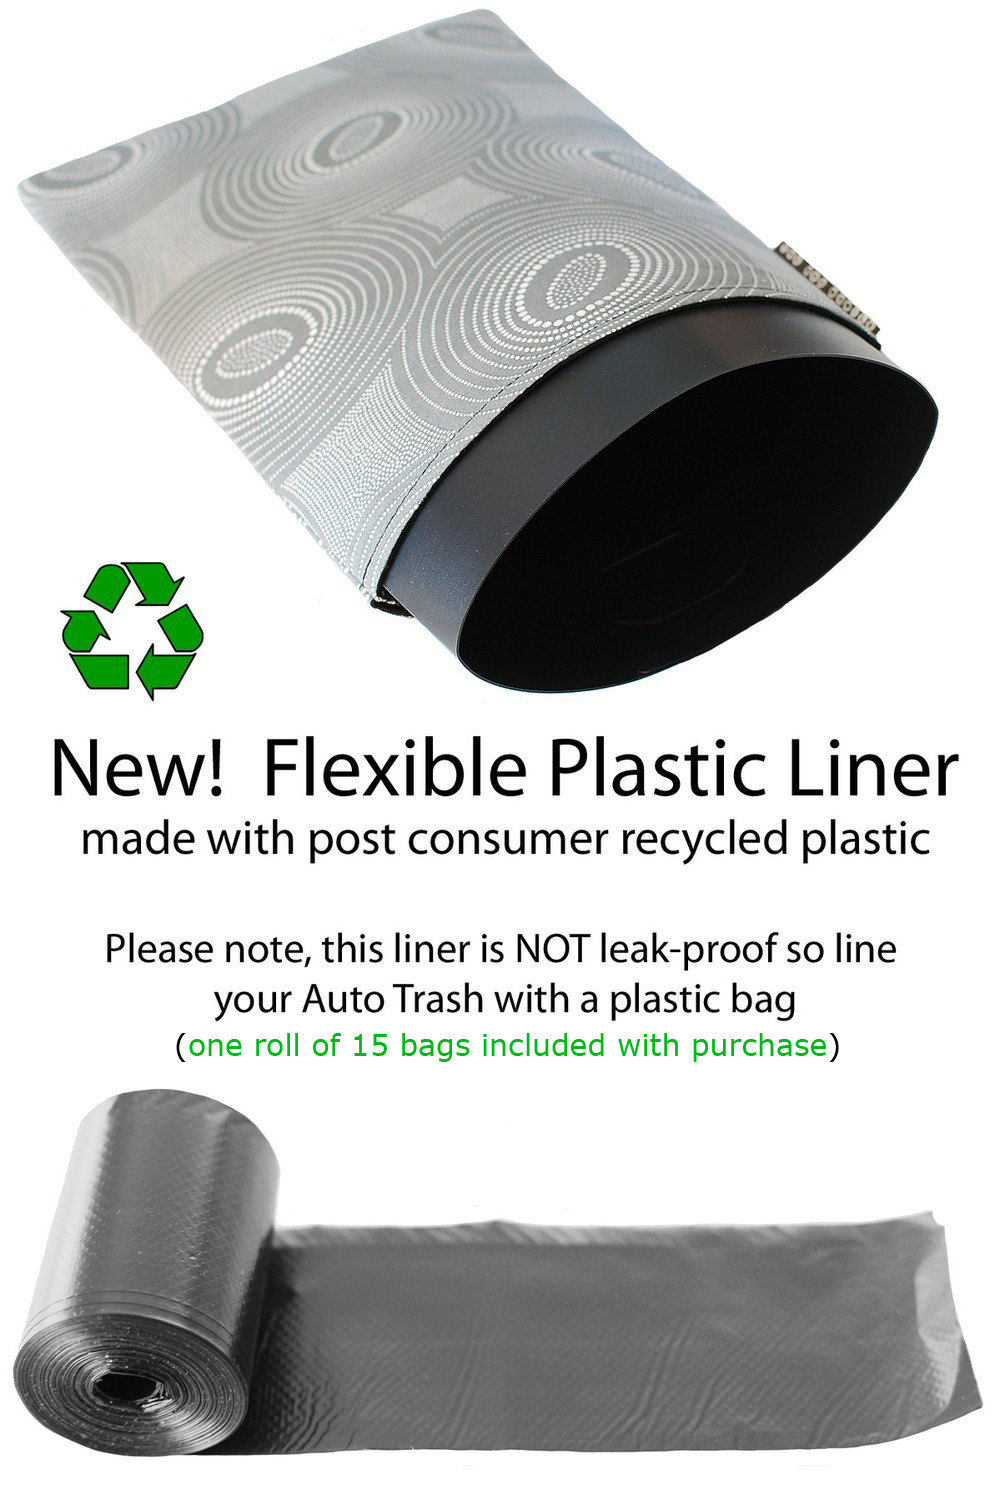 New! Flexible Plastic Liner
made with post consumer recycled plastic
Please note, this liner is NOT leak-proof so line
your Auto Trash with a plastic bag
(one roll of 15 bags included with purchase)